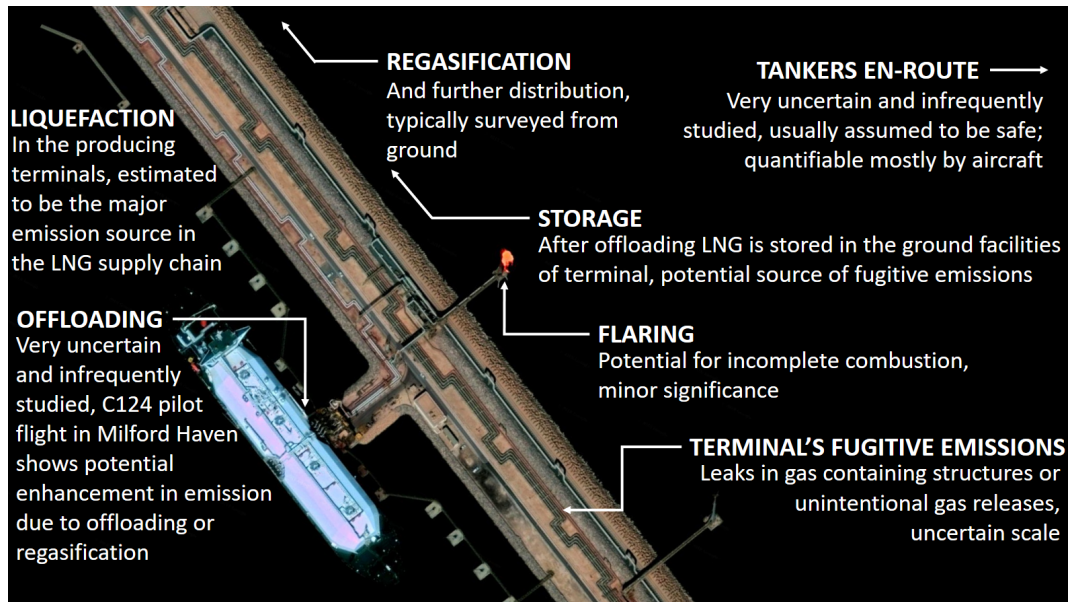 REGASIFICATION
And further distribution,
typically surveyed from
ground
TANKERS EN-ROUTE
Very uncertain and infrequently
studied, usually assumed to be safe;
quantifiable mostly by aircraft
LIQUEFACTION
In the producing
terminals, estimated
to be the major
emission source in
the LNG supply chain
STORAGE
After offloading LNG is stored in the ground facilities
of terminal, potential source of fugitive emissions
OFFLOADING
Very uncertain
and infrequently
studied, C124 pilot
flight in Milford Haven
shows potential
enhancement in emission
due to offloading or
regasification
FLARING
Potential for incomplete combustion,
minor significance
TERMINAL'S FUGITIVE EMISSIONS
Leaks in gas containing structures or
unintentional gas releases,
uncertain scale